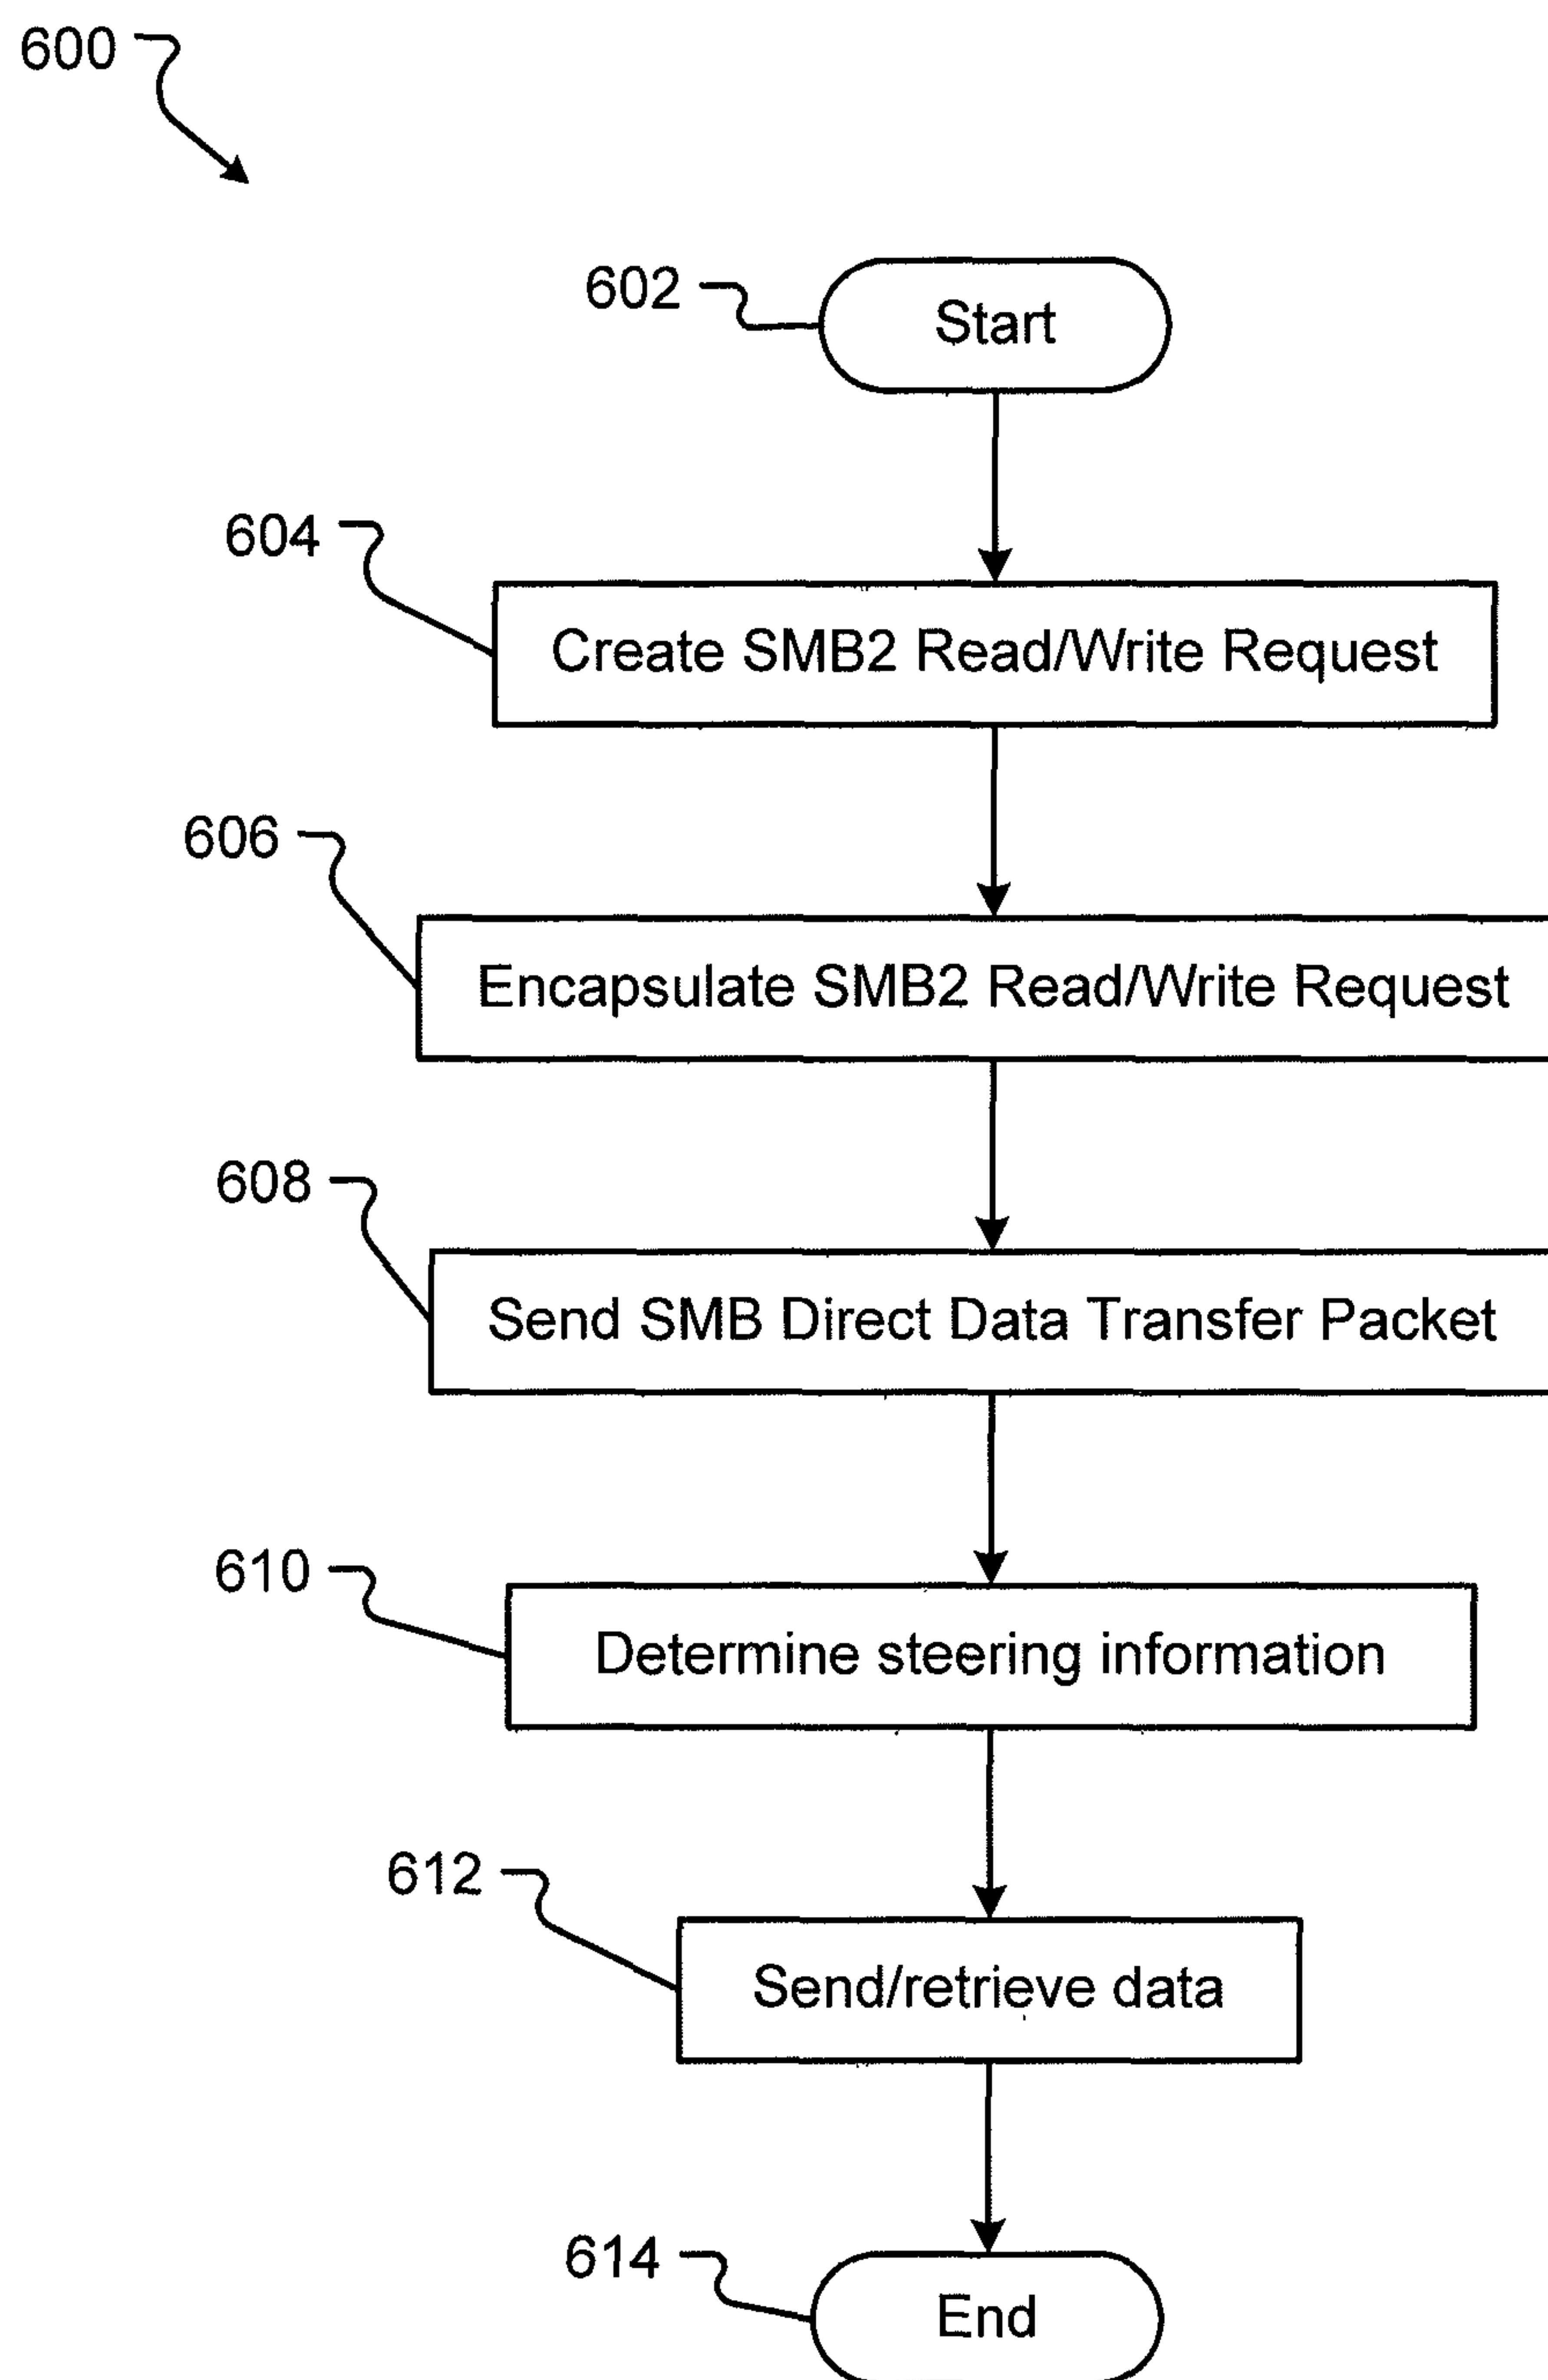 600
602
Start
604
Create SMB2 Read/Write Request
606
Encapsulate SMB2 Read/Write Request
608
Send SMB Direct Data Transfer Packet
610
Determine steering information
612
Send/retrieve data
614
End